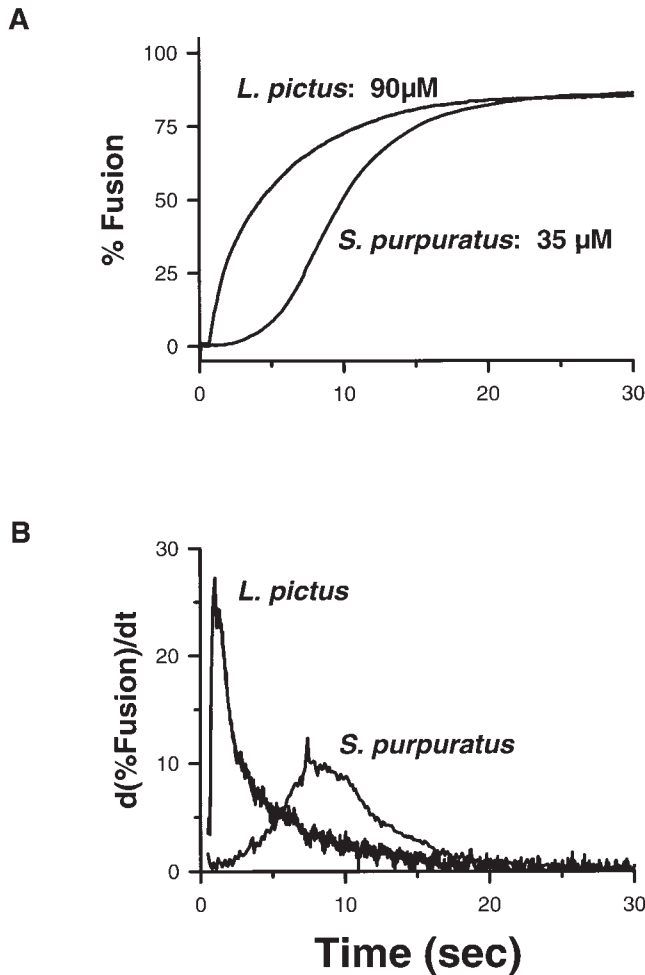 A
100
75
50
25
0
% Fusion
L. pictus: 90µM
S. purpuratus: 35 µM
0 10 20 30
B
30
20
10
0
d(%Fusion)/dt
L. pictus
S. purpuratus
0 10 20 30
Time (sec)